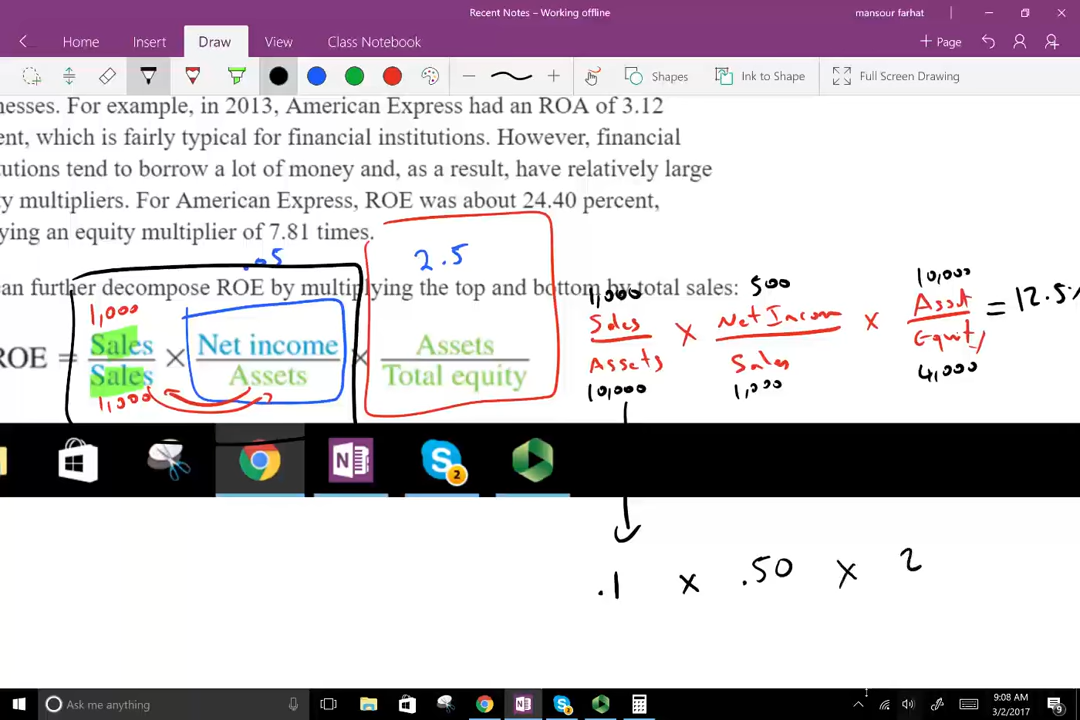 Recent Notes – Working offline
mansour farhat
Home Insert Draw View Class Notebook
Page
Shapes Ink to Shape Full Screen Drawing
nesses. For example, in 2013, American Express had an ROA of 3.12
ent, which is fairly typical for financial institutions. However, financial
utions tend to borrow a lot of money and, as a result, have relatively large
y multipliers. For American Express, ROE was about 24.40 percent,
ying an equity multiplier of 7.81 times.
.05 2.5
an further decompose ROE by multiplying the top and bottom by total sales:
1,000 1,000 500 10,000
Sales Net income Assets Sales Net Income Asset
ROE = × × × × = 12.5%
Sales Assets Total equity Assets Sales Equity
1,000 10,000 1,000 4,000
N
S 2
.1 × .50 × 2
Ask me anything
N S
9:08 AM
3/2/2017
9